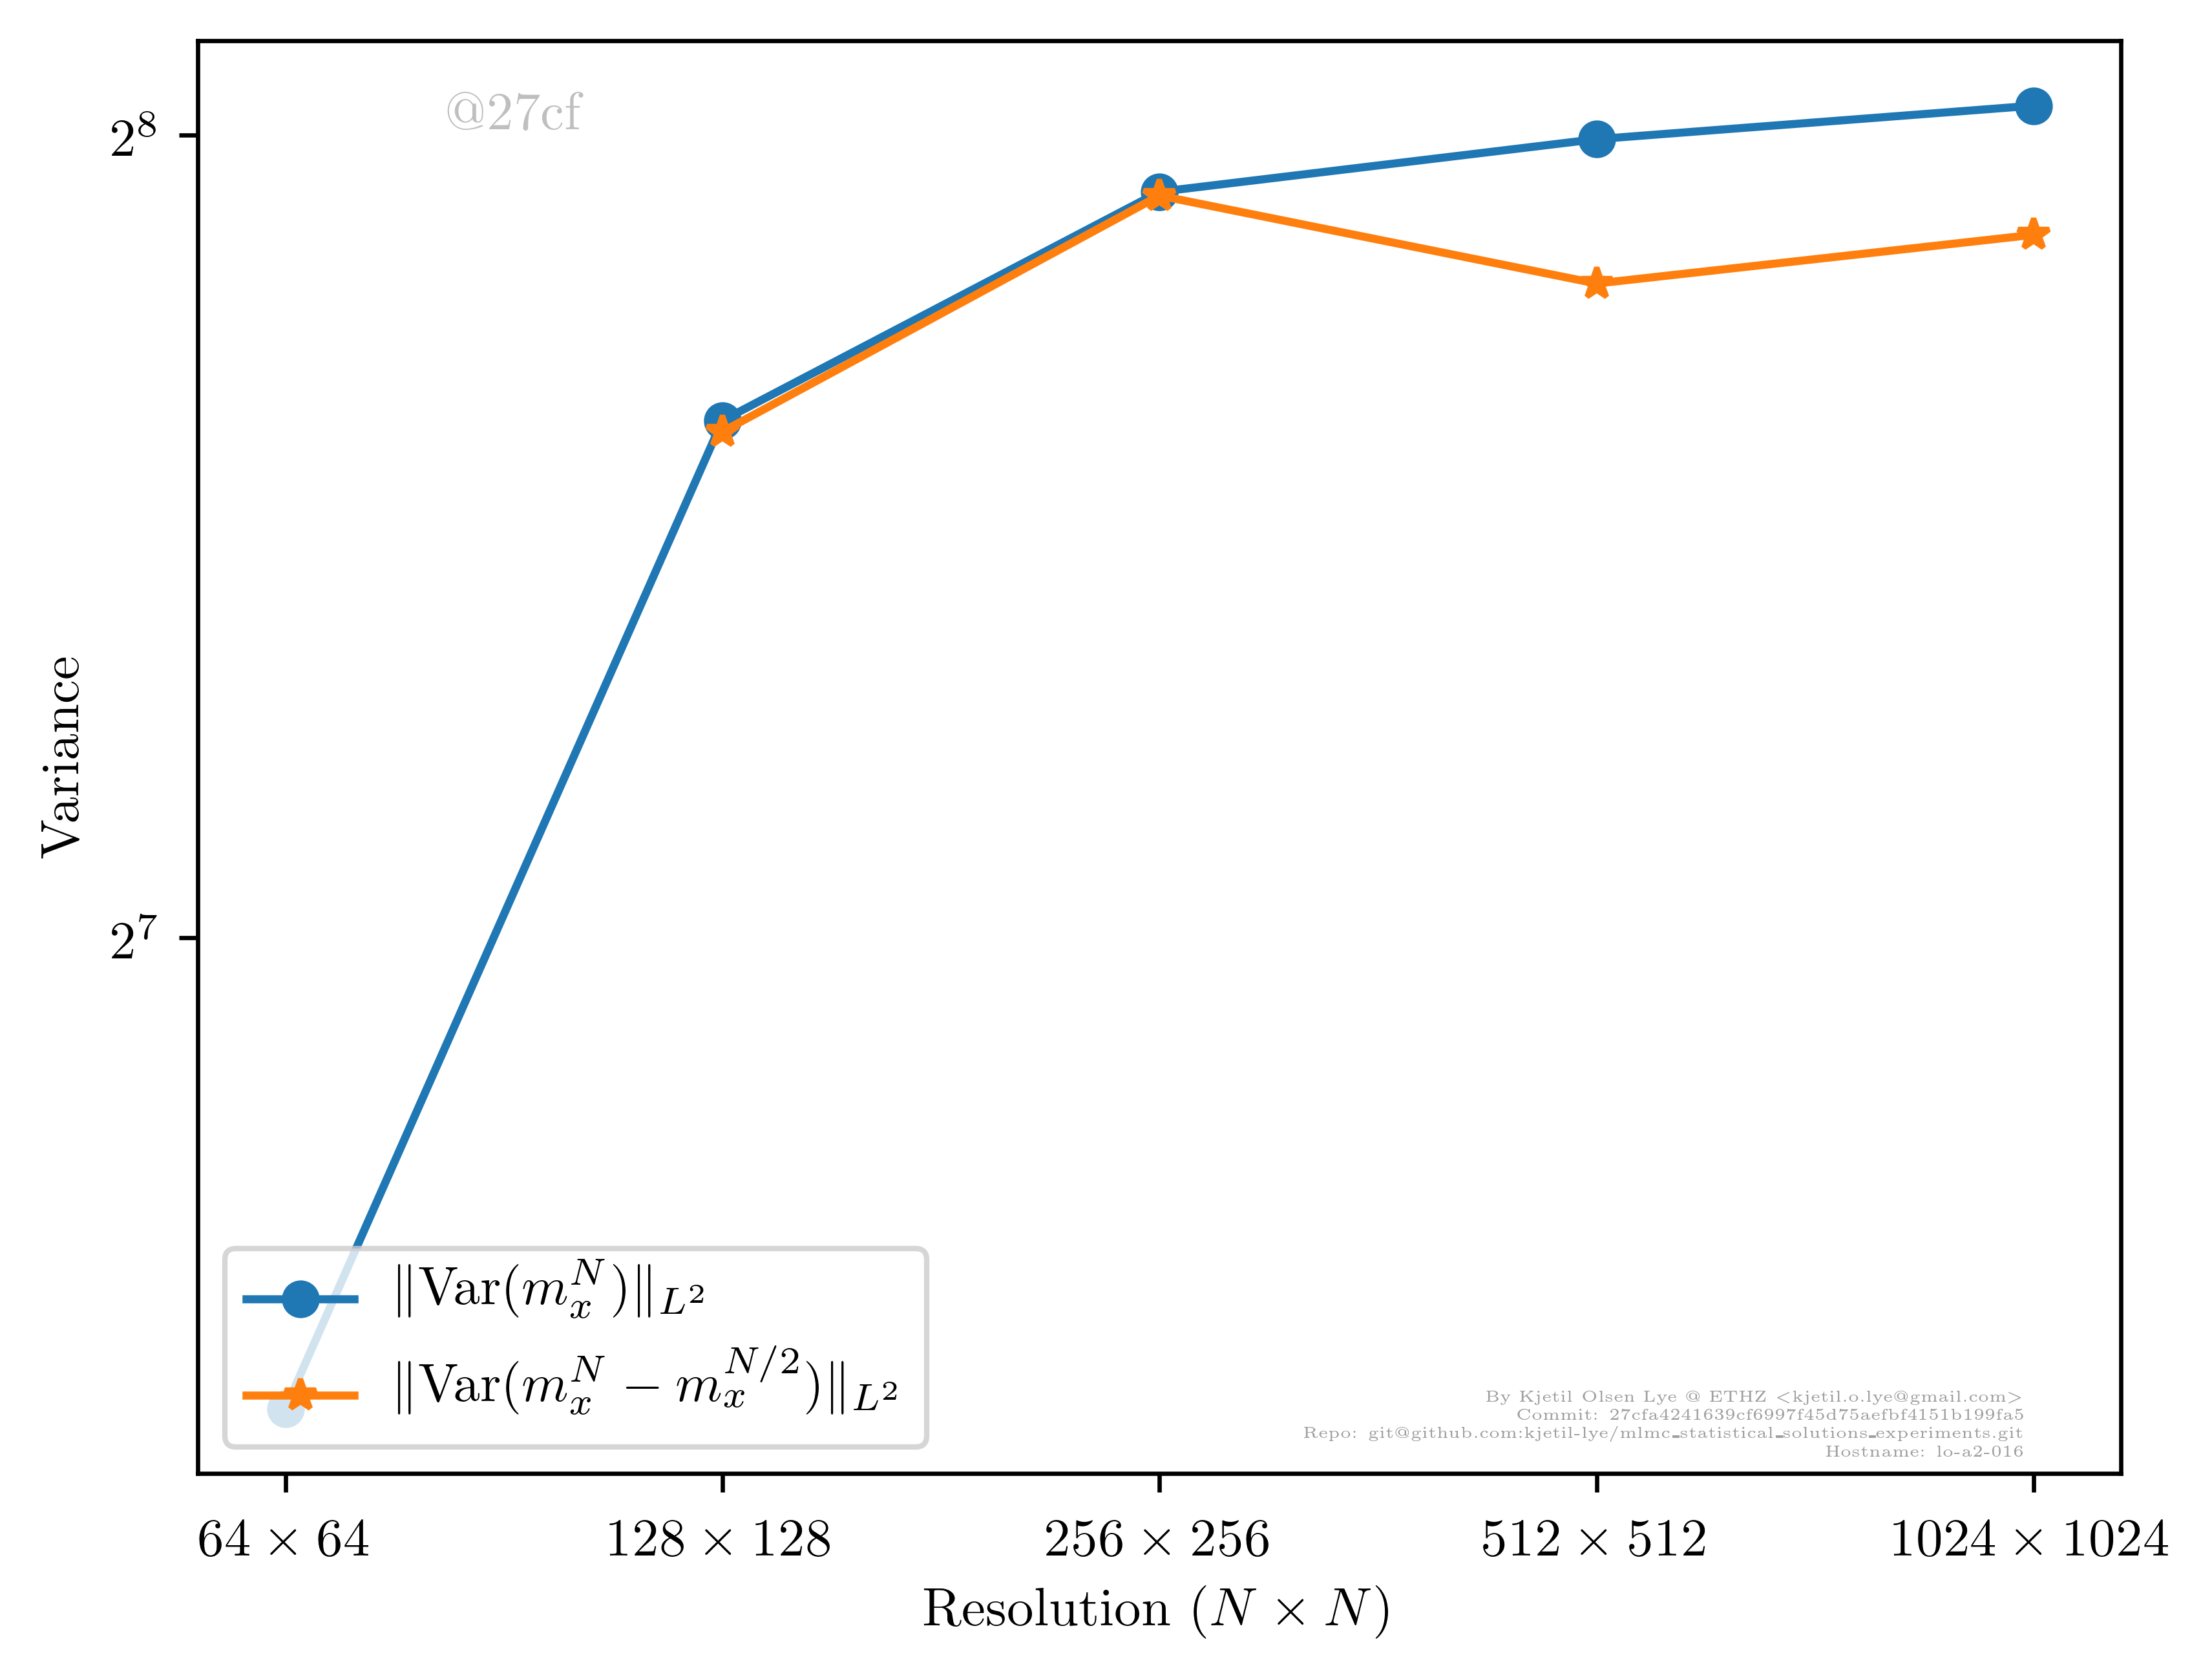 @27cf
2^8
2^7
Variance
‖Var(m_x^N)‖_{L^2}
‖Var(m_x^N − m_x^{N/2})‖_{L^2}
By Kjetil Olsen Lye @ ETHZ <kjetil.o.lye@gmail.com>
Commit: 27cfa4241639cf6997f45d75aefbf4151b199fa5
Repo: git@github.com:kjetil-lye/mlmc_statistical_solutions_experiments.git
Hostname: lo-a2-016
64 × 64 128 × 128 256 × 256 512 × 512 1024 × 1024
Resolution (N × N)